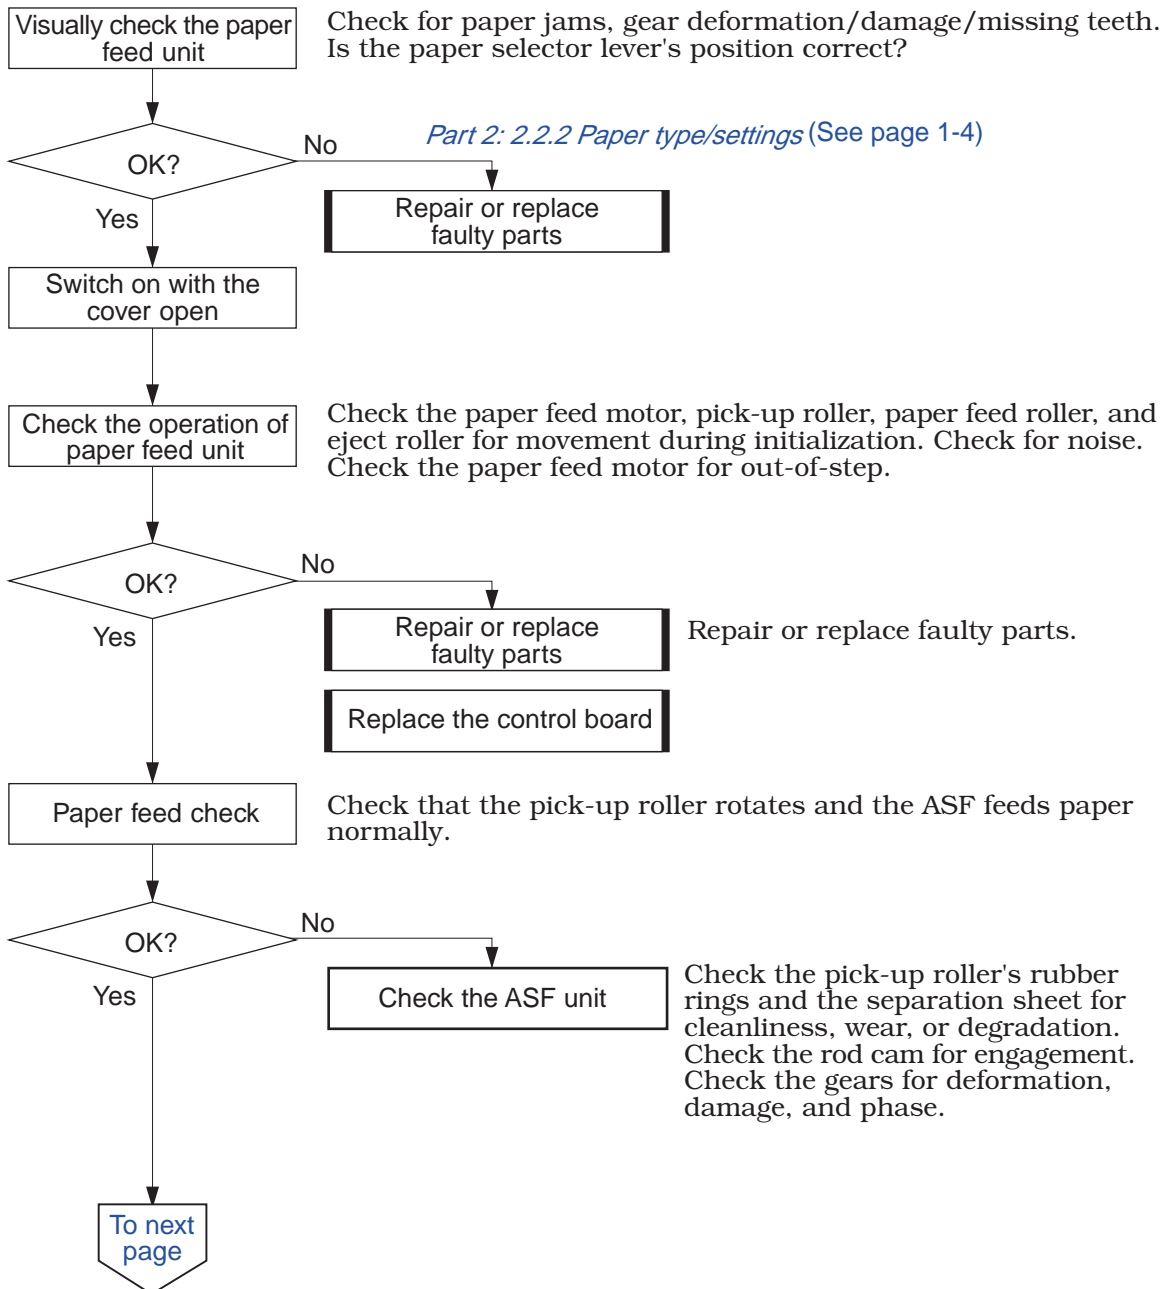 Visually check the paper
feed unit
Check for paper jams, gear deformation/damage/missing teeth.
Is the paper selector lever's position correct?
Part 2: 2.2.2 Paper type/settings (See page 1-4)
OK?
No
Yes
Repair or replace
faulty parts
Switch on with the
cover open
Check the operation of
paper feed unit
Check the paper feed motor, pick-up roller, paper feed roller, and
eject roller for movement during initialization. Check for noise.
Check the paper feed motor for out-of-step.
OK?
No
Yes
Repair or replace
faulty parts
Repair or replace faulty parts.
Replace the control board
Paper feed check
Check that the pick-up roller rotates and the ASF feeds paper
normally.
OK?
No
Yes
Check the ASF unit
Check the pick-up roller's rubber
rings and the separation sheet for
cleanliness, wear, or degradation.
Check the rod cam for engagement.
Check the gears for deformation,
damage, and phase.
To next
page